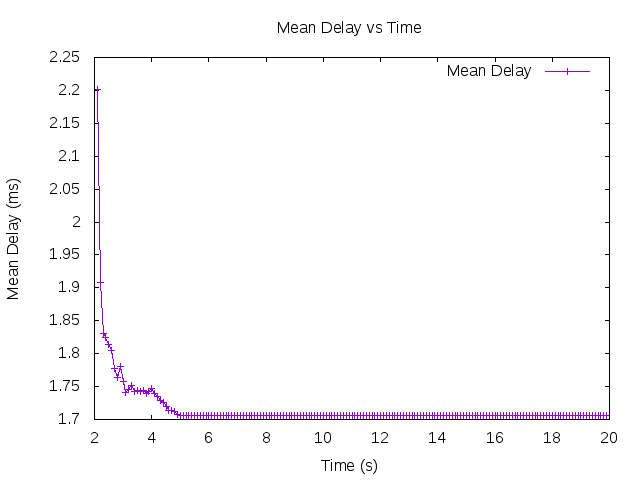 Mean Delay vs Time
Mean Delay
2.25
2.2
2.15
2.1
2.05
2
1.95
1.9
1.85
1.8
1.75
1.7
Mean Delay (ms)
2 4 6 8 10 12 14 16 18 20
Time (s)